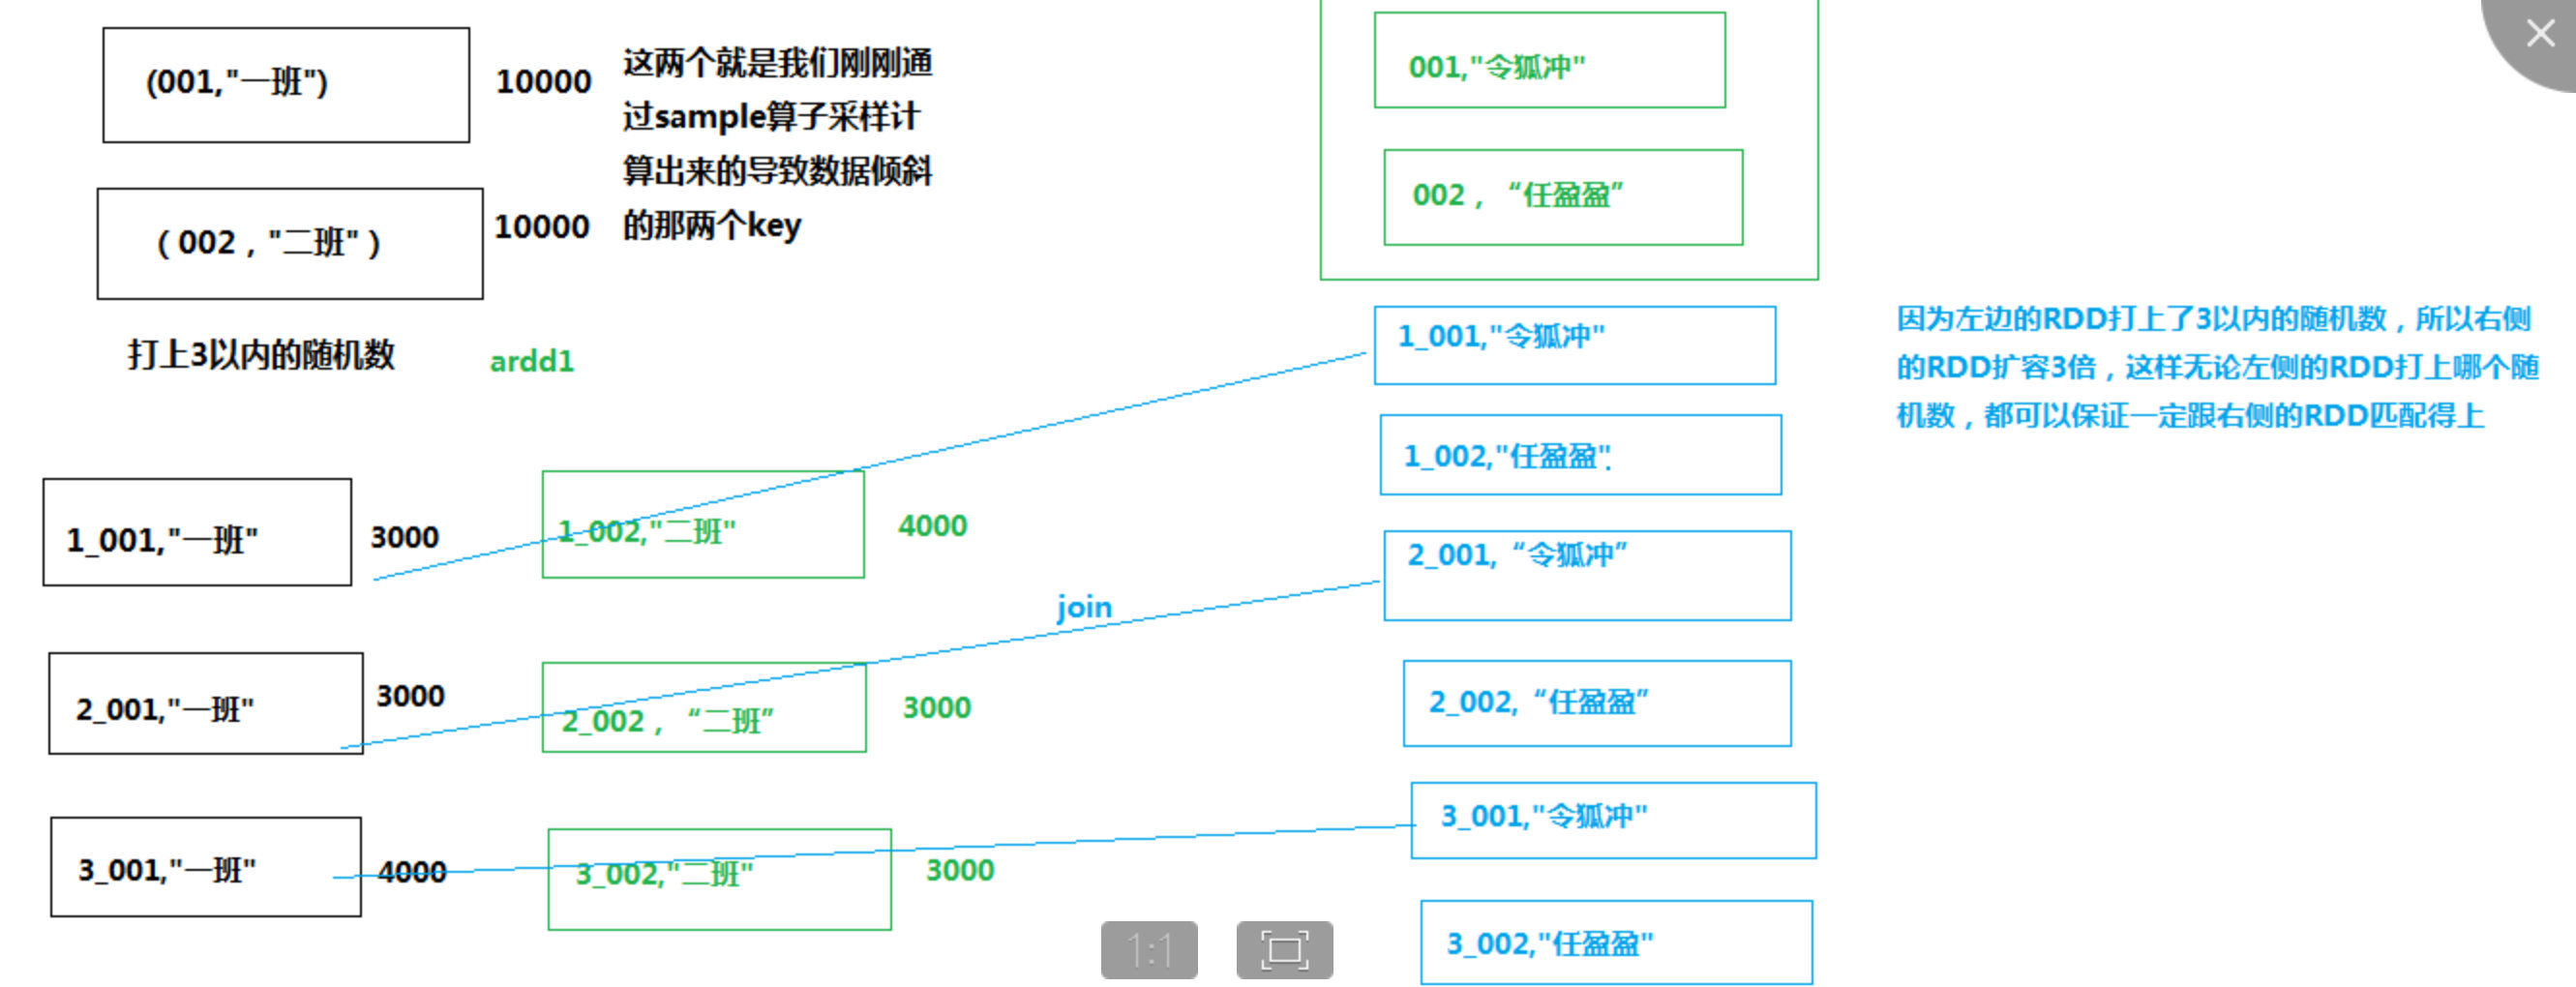 (001,"一班")
10000
这两个就是我们刚刚通
过sample算子采样计
算出来的导致数据倾斜
的那两个key
（002，"二班"）
10000
打上3以内的随机数
ardd1
1_001,"一班"
3000
1_002,"二班"
4000
2_001,"一班"
3000
2_002，“二班”
3000
3_001,"一班"
4000
3_002,"二班"
3000
join
001,"令狐冲"
002，“任盈盈”
1_001,"令狐冲"
1_002,"任盈盈".
2_001,“令狐冲”
2_002,“任盈盈”
3_001,"令狐冲"
3_002,"任盈盈"
因为左边的RDD打上了3以内的随机数，所以右侧
的RDD扩容3倍，这样无论左侧的RDD打上哪个随
机数，都可以保证一定跟右侧的RDD匹配得上
1:1